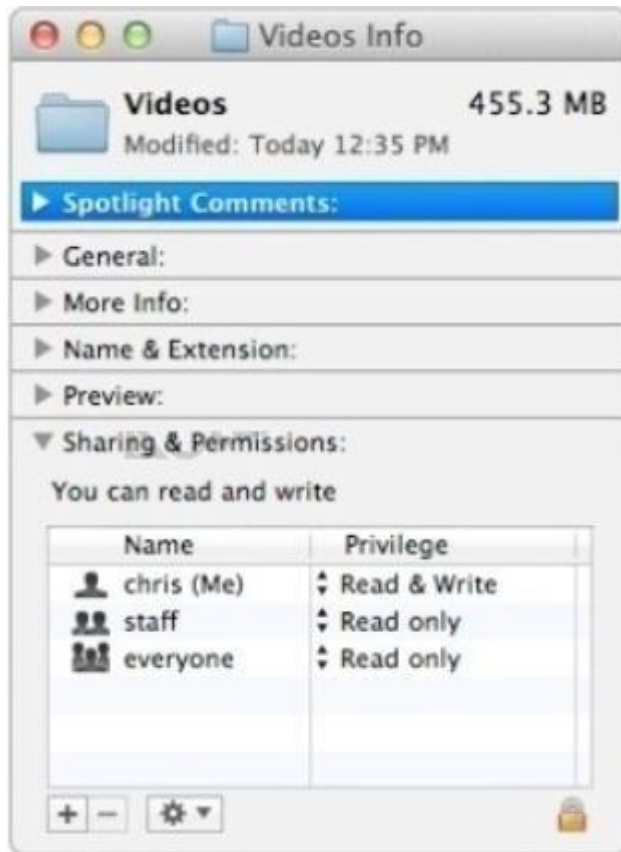 Videos Info
Videos 455.3 MB
Modified: Today 12:35 PM
Spotlight Comments:
General:
More Info:
Name & Extension:
Preview:
Sharing & Permissions:
You can read and write
Name Privilege
chris (Me) Read & Write
staff Read only
everyone Read only